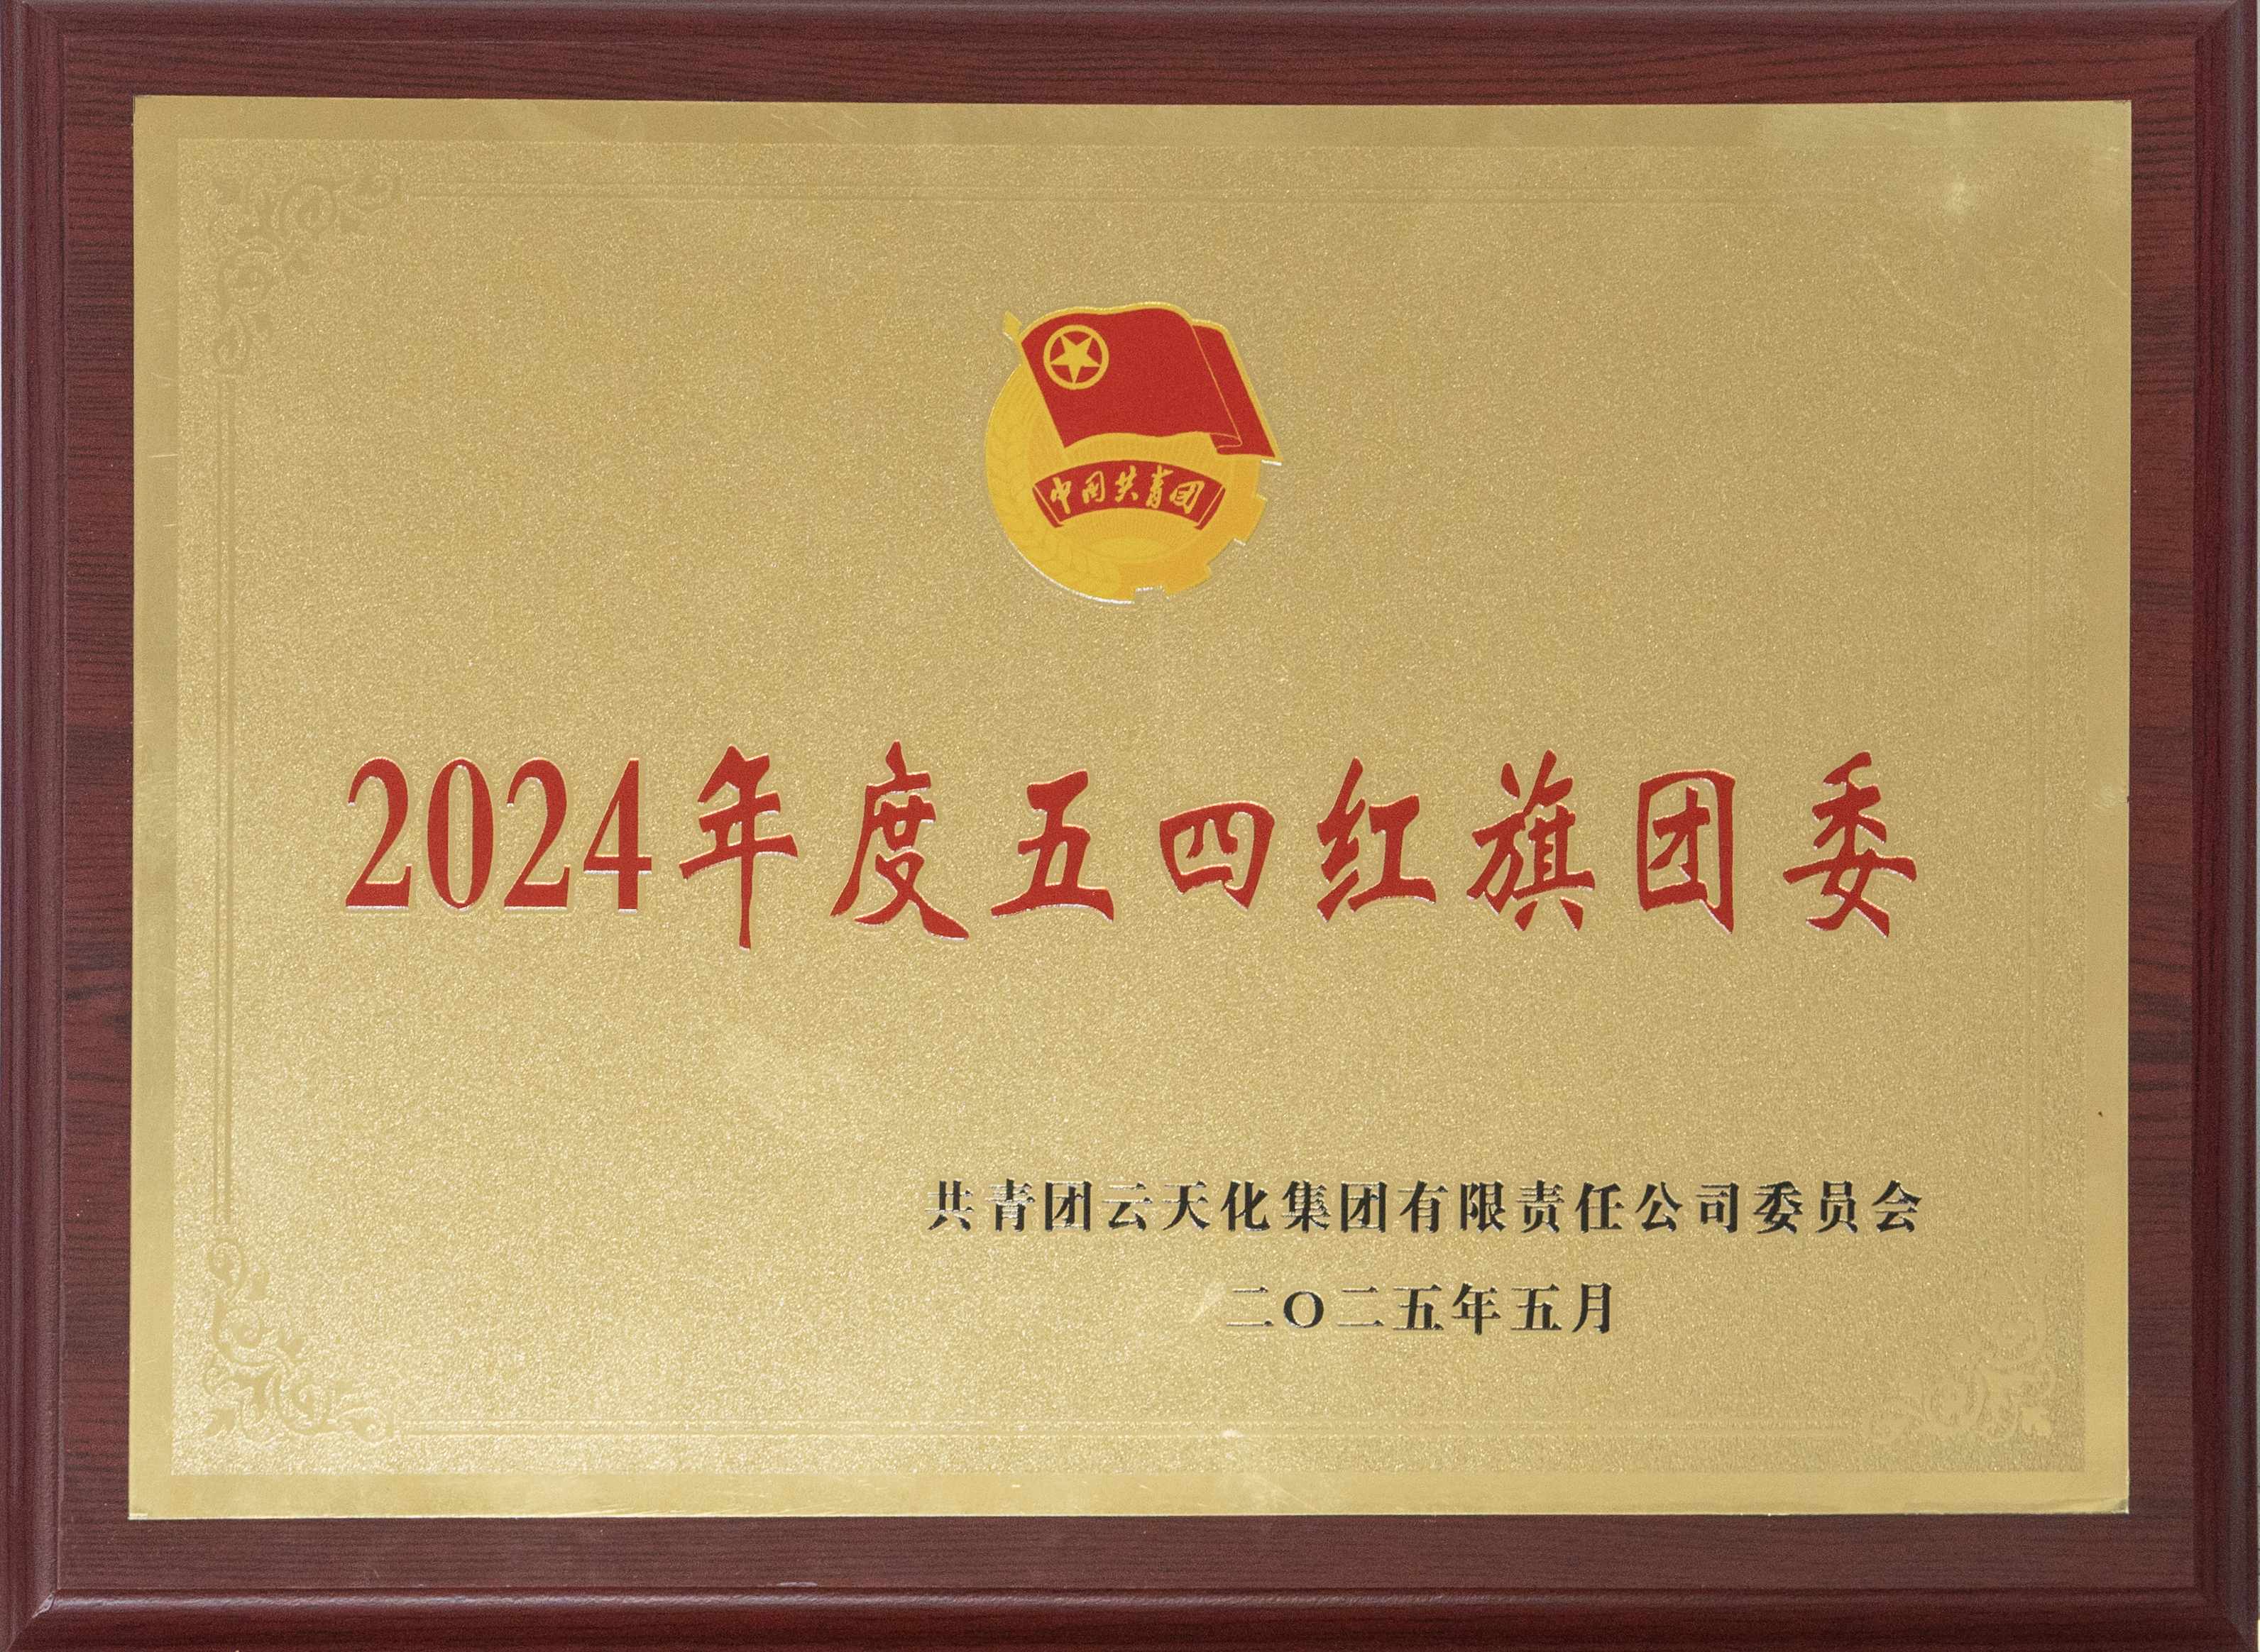 中国共青团
2024年度五四红旗团委
共青团云天化集团有限责任公司委员会
二〇二五年五月